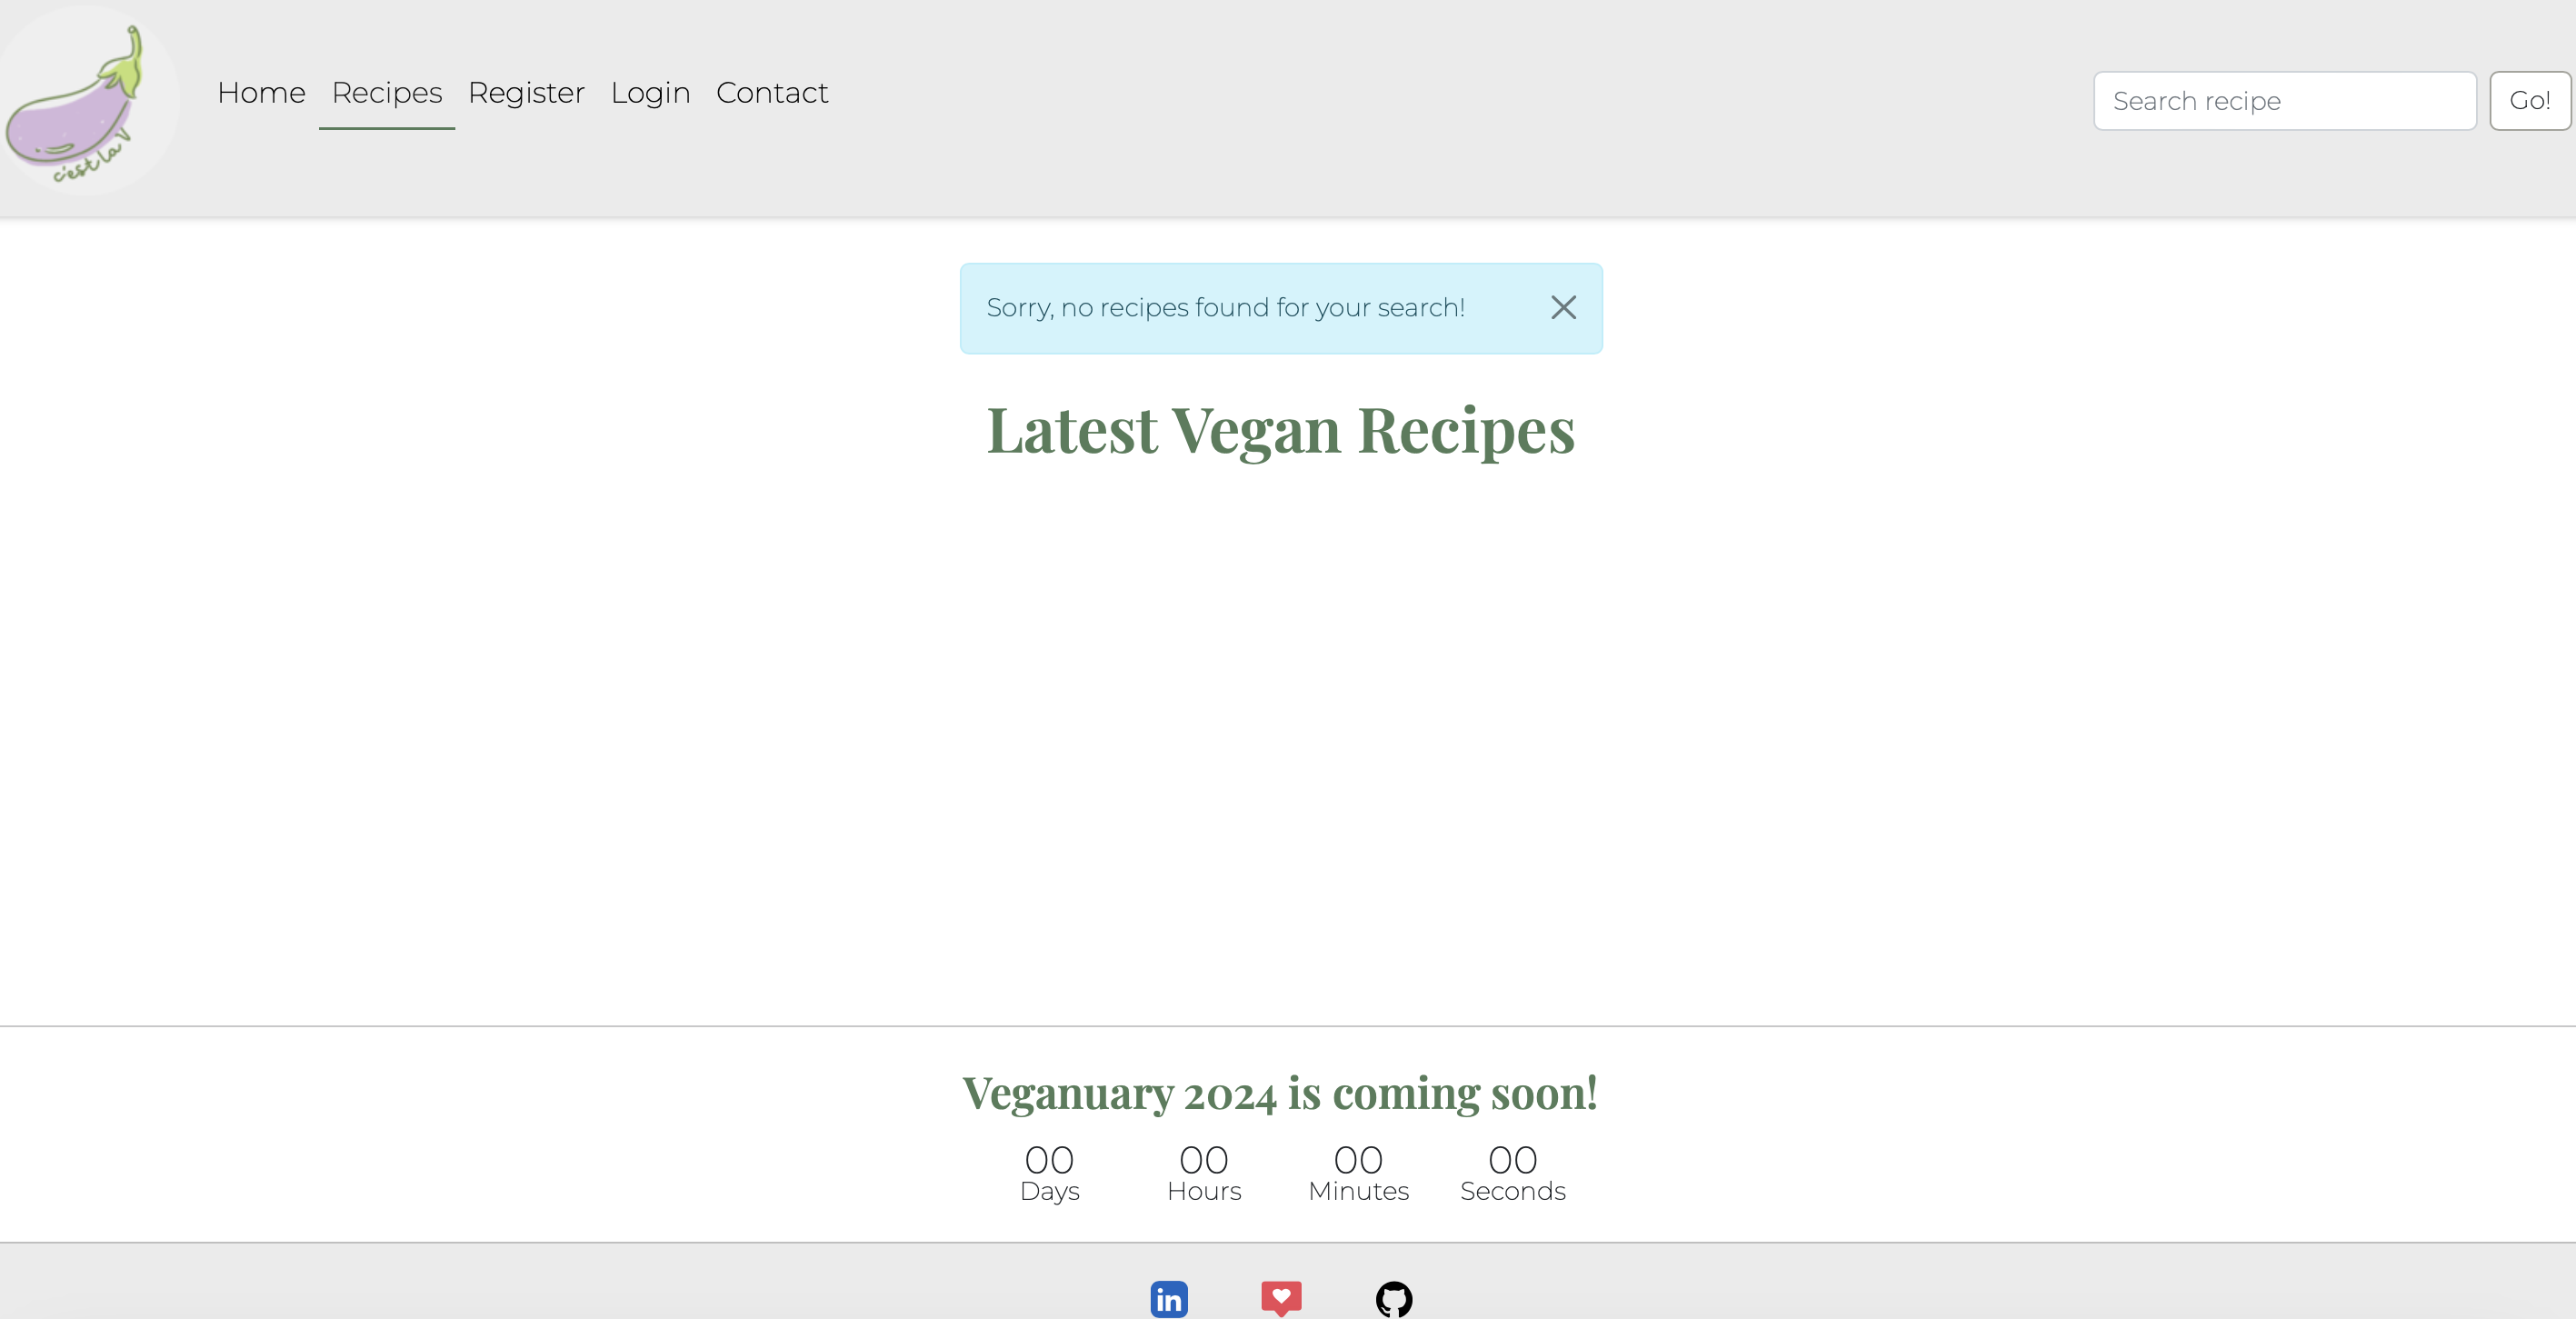 c'est la
Home Recipes Register Login Contact
Search recipe Go!
Sorry, no recipes found for your search!
Latest Vegan Recipes
Veganuary 2024 is coming soon!
00 00 00 00
Days Hours Minutes Seconds
in